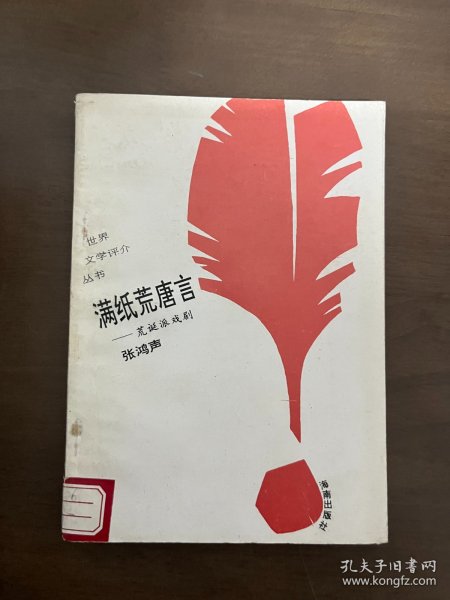 世界
文学评介
丛书
满纸荒唐言
——荒诞派戏剧
张鸿声
海南出版社
孔夫子旧书网
www.kongfz.com